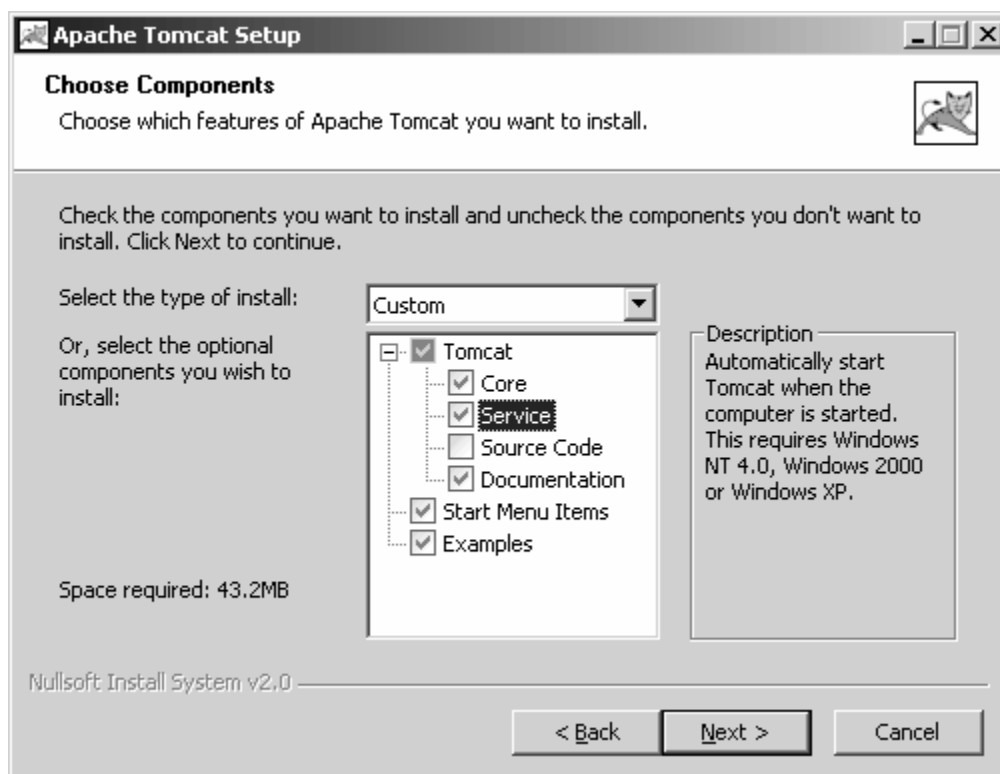 Apache Tomcat Setup
Choose Components
Choose which features of Apache Tomcat you want to install.
Check the components you want to install and uncheck the components you don't want to
install. Click Next to continue.
Select the type of install:
Custom
Or, select the optional
components you wish to
install:
Tomcat
Core
Service
Source Code
Documentation
Start Menu Items
Examples
Description
Automatically start
Tomcat when the
computer is started.
This requires Windows
NT 4.0, Windows 2000
or Windows XP.
Space required: 43.2MB
Nullsoft Install System v2.0
< Back
Next >
Cancel